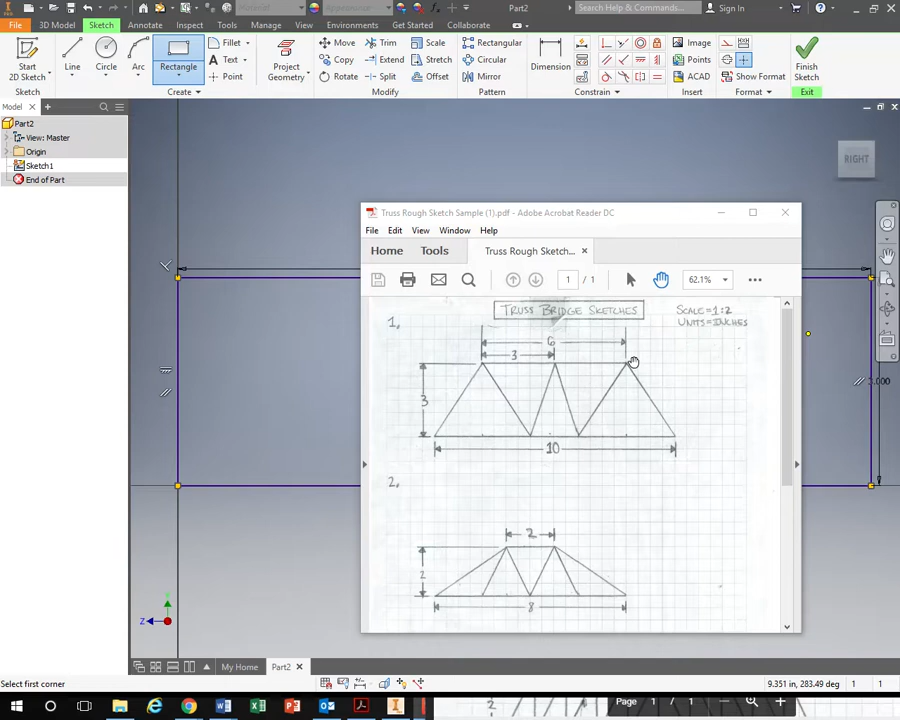 Material
Appearance
Part2
Search Help & Commands...
Sign In
File
3D Model
Sketch
Annotate
Inspect
Tools
Manage
View
Environments
Get Started
Collaborate
Start
2D Sketch
Line
Circle
Arc
Rectangle
Fillet
Text
Point
Project
Geometry
Move
Copy
Rotate
Trim
Extend
Split
Scale
Stretch
Offset
Rectangular
Circular
Mirror
Dimension
Image
Points
ACAD
Show Format
Finish
Sketch
Sketch
Create
Modify
Pattern
Constrain
Insert
Format
Exit
Model
Part2
View: Master
Origin
Sketch1
End of Part
RIGHT
Truss Rough Sketch Sample (1).pdf - Adobe Acrobat Reader DC
File Edit View Window Help
Home Tools Truss Rough Sketch...
1 / 1 62.1%
TRUSS BRIDGE SKETCHES
SCALE=1:2
UNITS=INCHES
1,
6
3
3
10
2,
2
2
8
3.000
Z
My Home Part2
Select first corner
9.351 in, 283.49 deg 1 1
Page 1 / 1
2